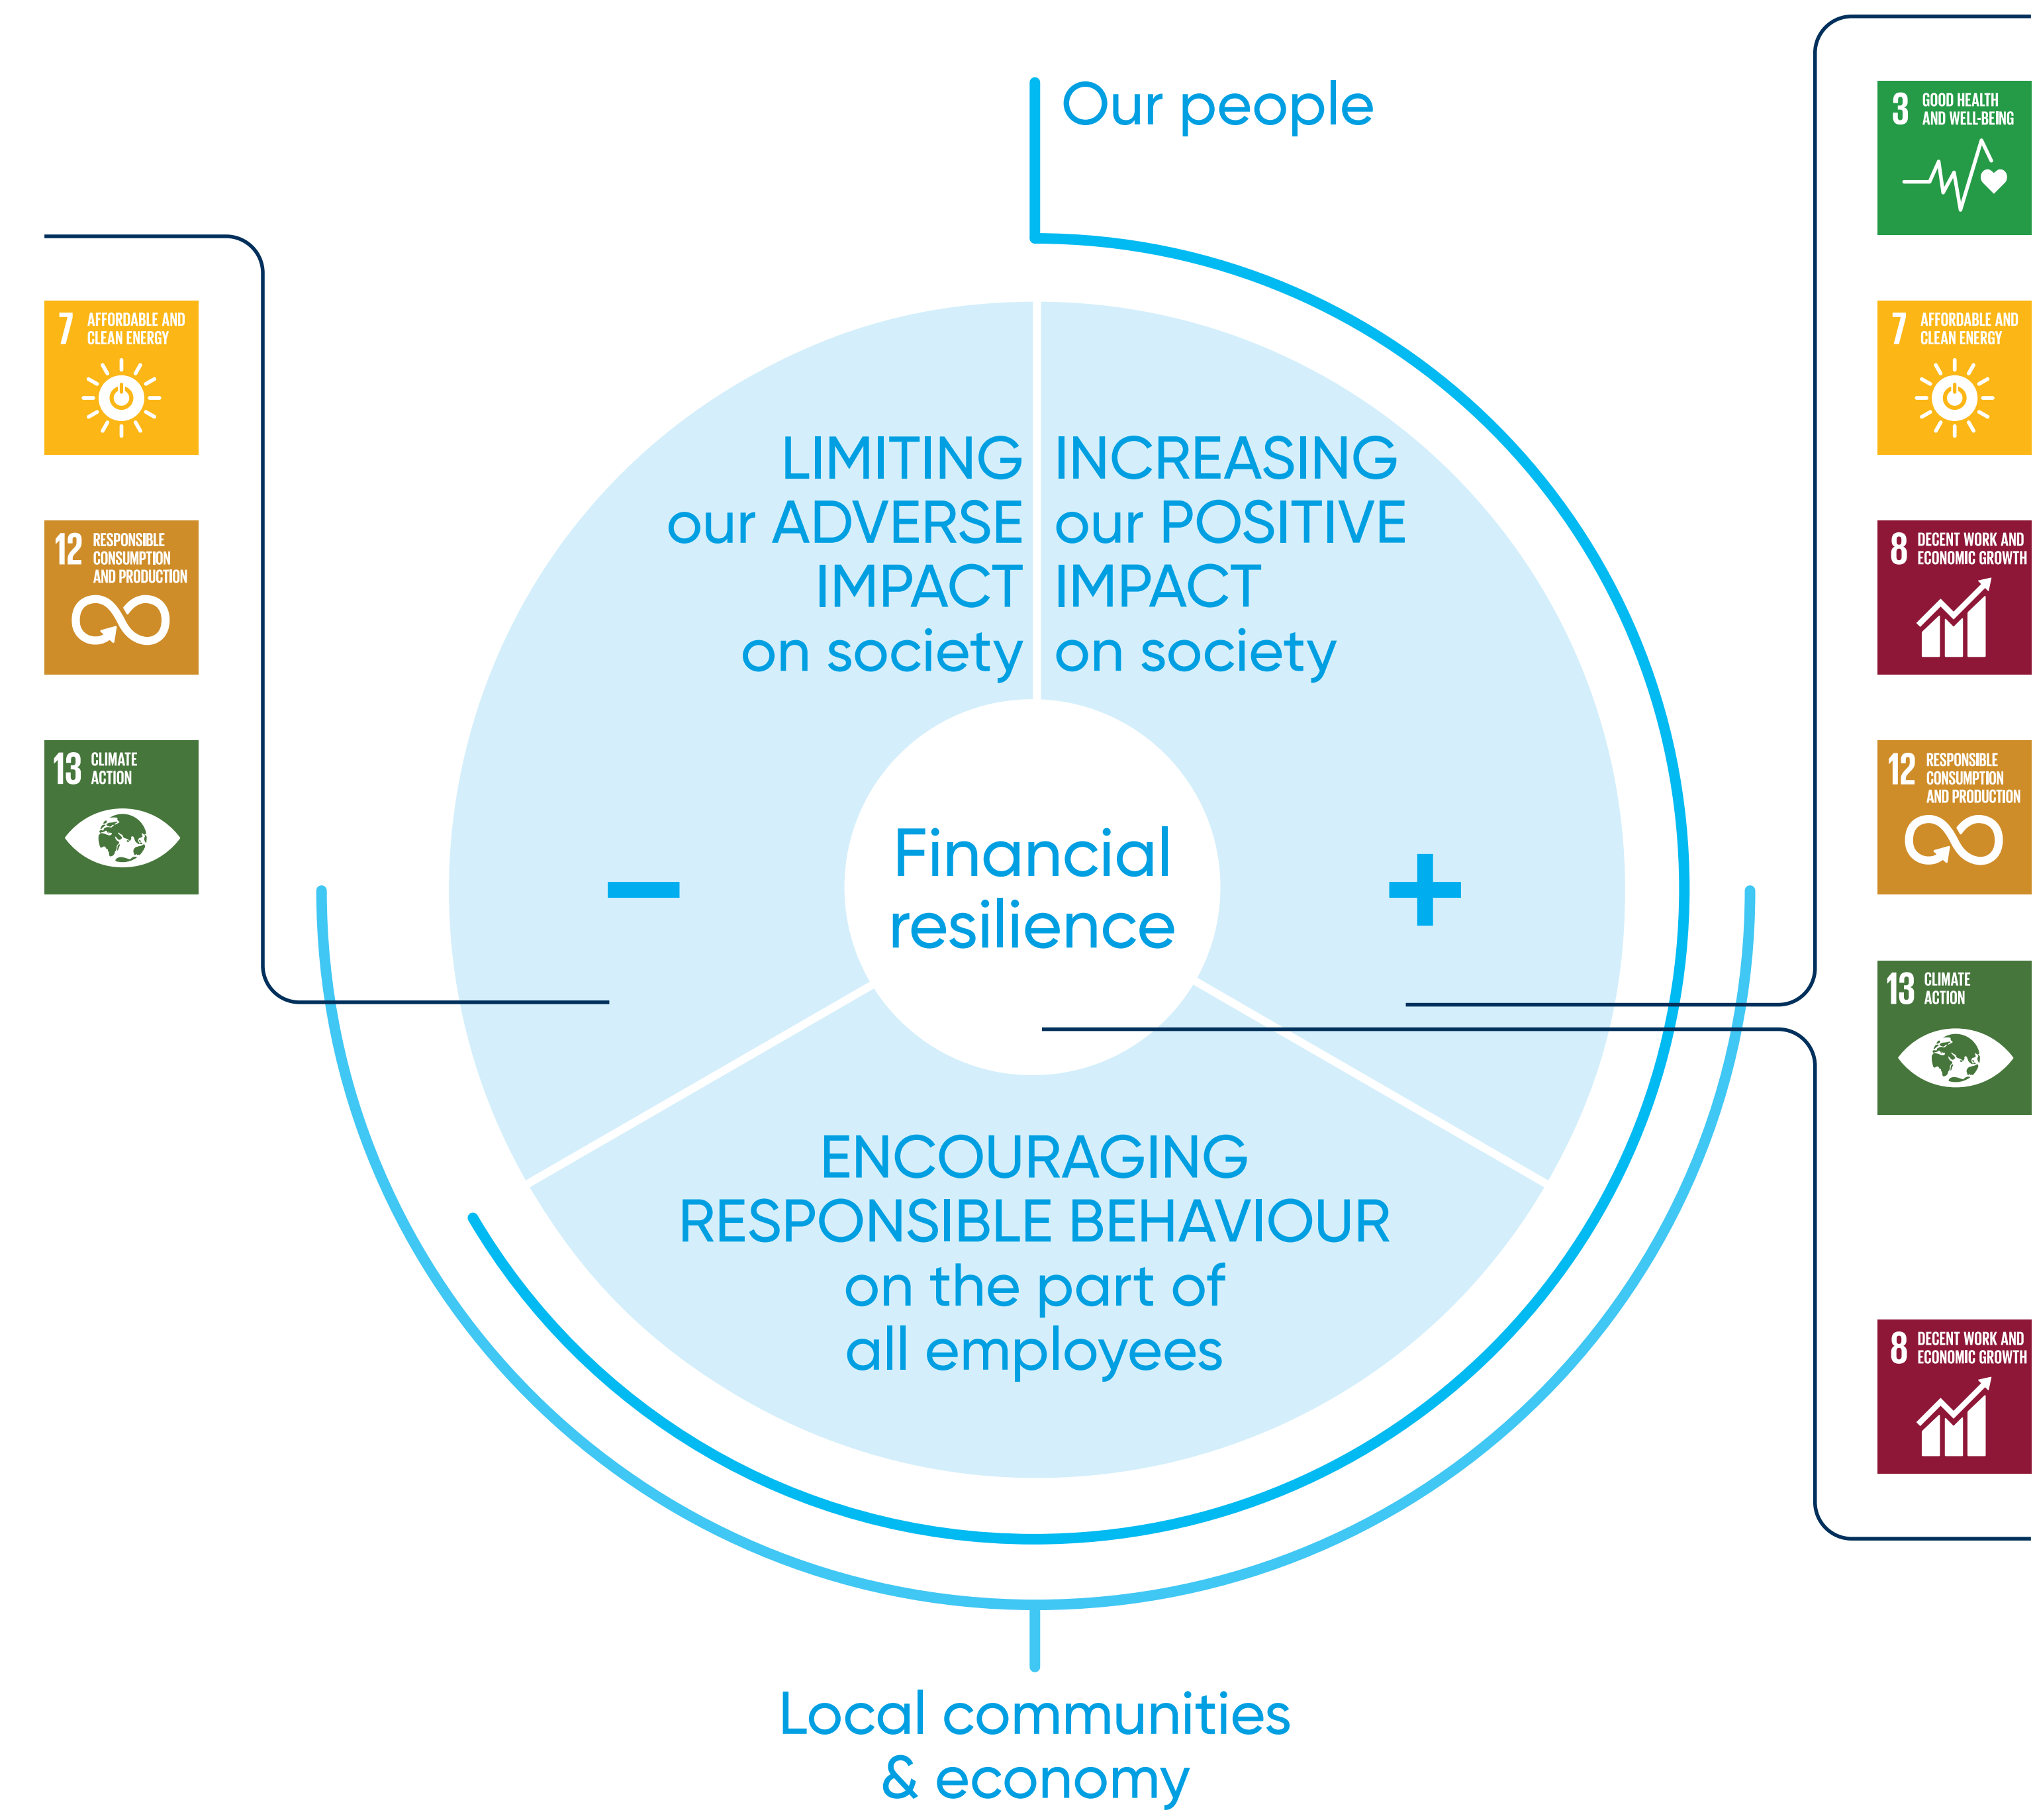 Our people
3 GOOD HEALTH
AND WELL-BEING
7 AFFORDABLE AND
CLEAN ENERGY
12 RESPONSIBLE
CONSUMPTION
AND PRODUCTION
13 CLIMATE
ACTION
LIMITING
our ADVERSE
IMPACT
on society
INCREASING
our POSITIVE
IMPACT
on society
7 AFFORDABLE AND
CLEAN ENERGY
8 DECENT WORK AND
ECONOMIC GROWTH
12 RESPONSIBLE
CONSUMPTION
AND PRODUCTION
13 CLIMATE
ACTION
–
Financial
resilience
+
ENCOURAGING
RESPONSIBLE BEHAVIOUR
on the part of
all employees
8 DECENT WORK AND
ECONOMIC GROWTH
Local communities
& economy